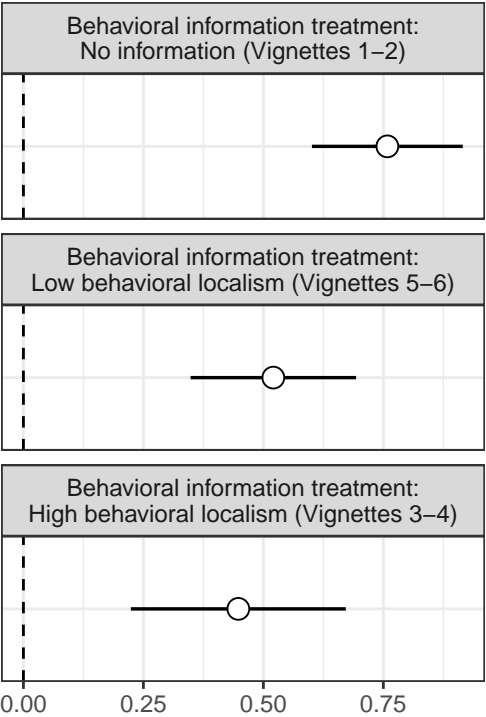 Behavioral information treatment:
No information (Vignettes 1−2)
Behavioral information treatment:
Low behavioral localism (Vignettes 5−6)
Behavioral information treatment:
High behavioral localism (Vignettes 3−4)
0.00 0.25 0.50 0.75